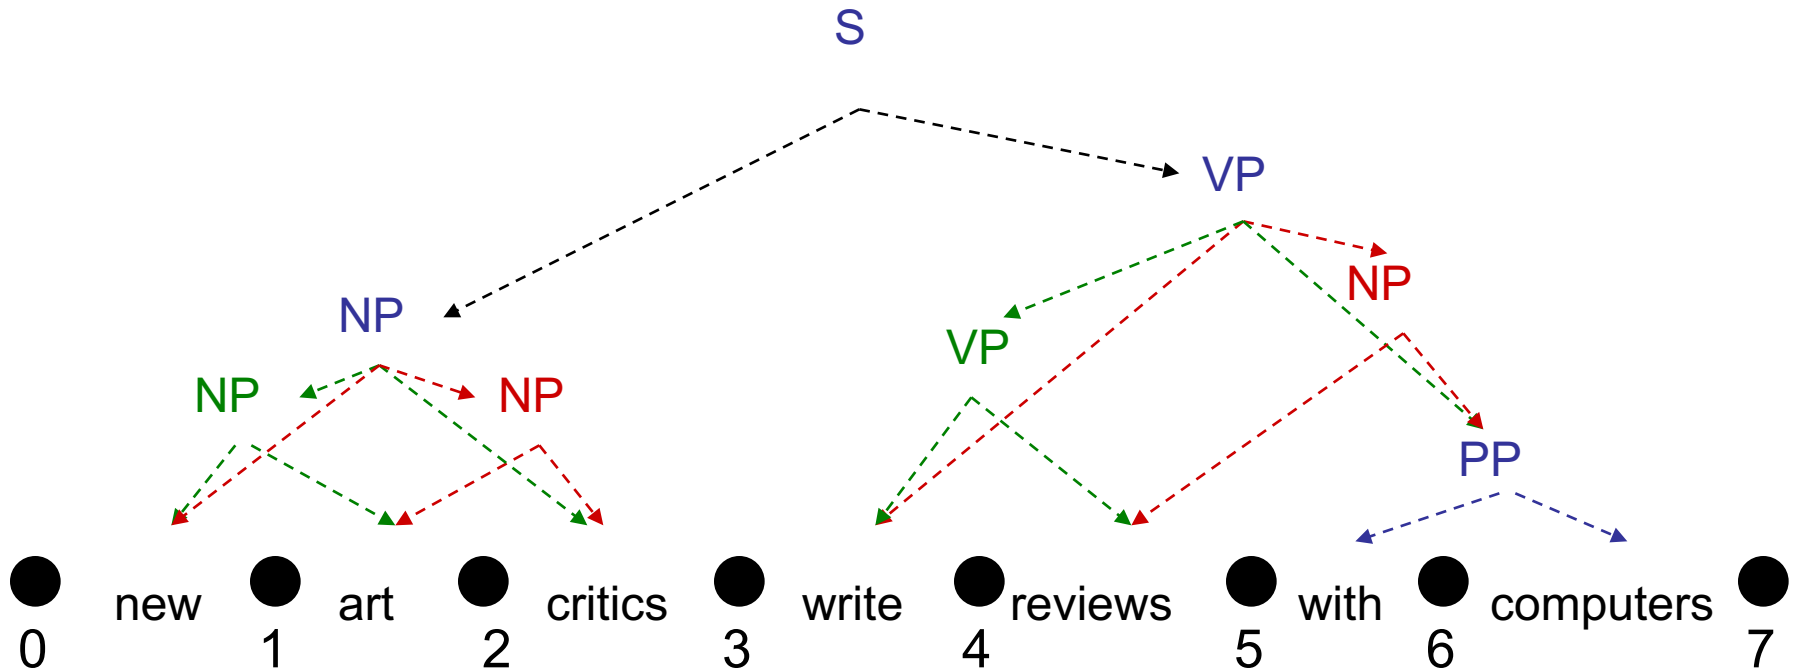 S
VP
NP
NP
VP
NP
NP
PP
new art critics write reviews with computers
0 1 2 3 4 5 6 7